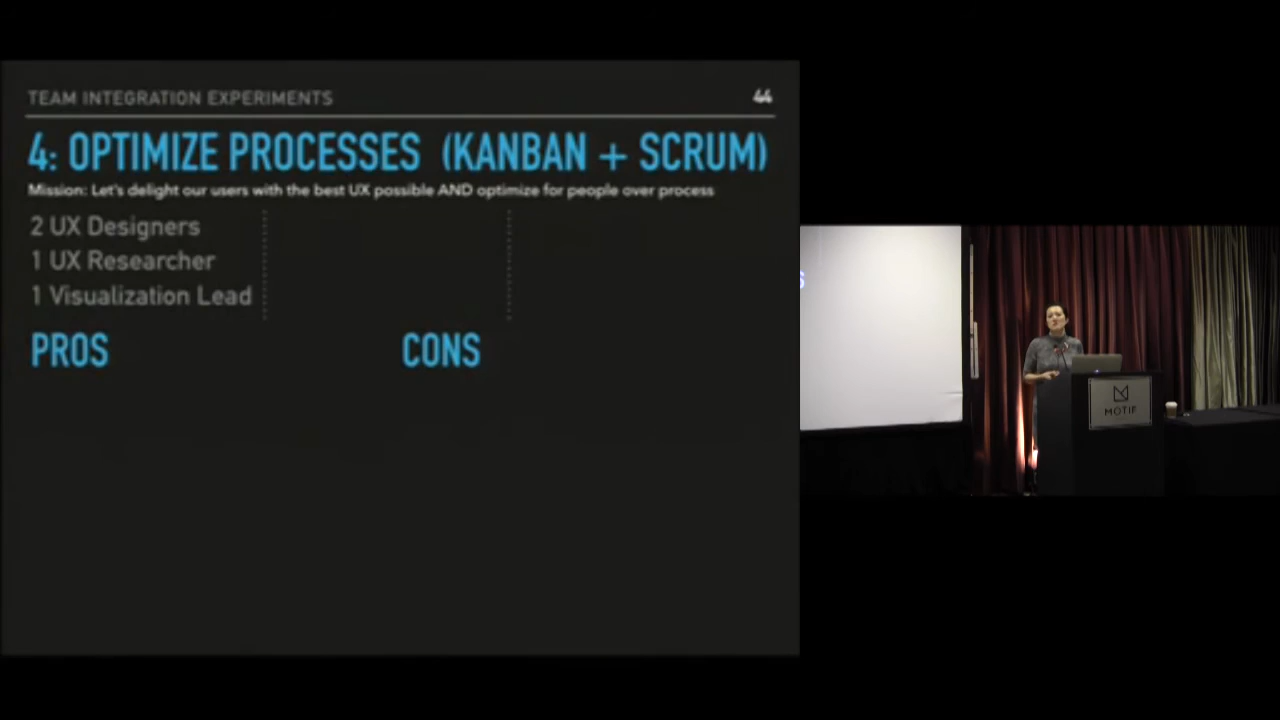 TEAM INTEGRATION EXPERIMENTS
44
4: OPTIMIZE PROCESSES (KANBAN + SCRUM)
Mission: Let's delight our users with the best UX possible AND optimize for people over process
2 UX Designers
1 UX Researcher
1 Visualization Lead
PROS
CONS
S
MOTIF